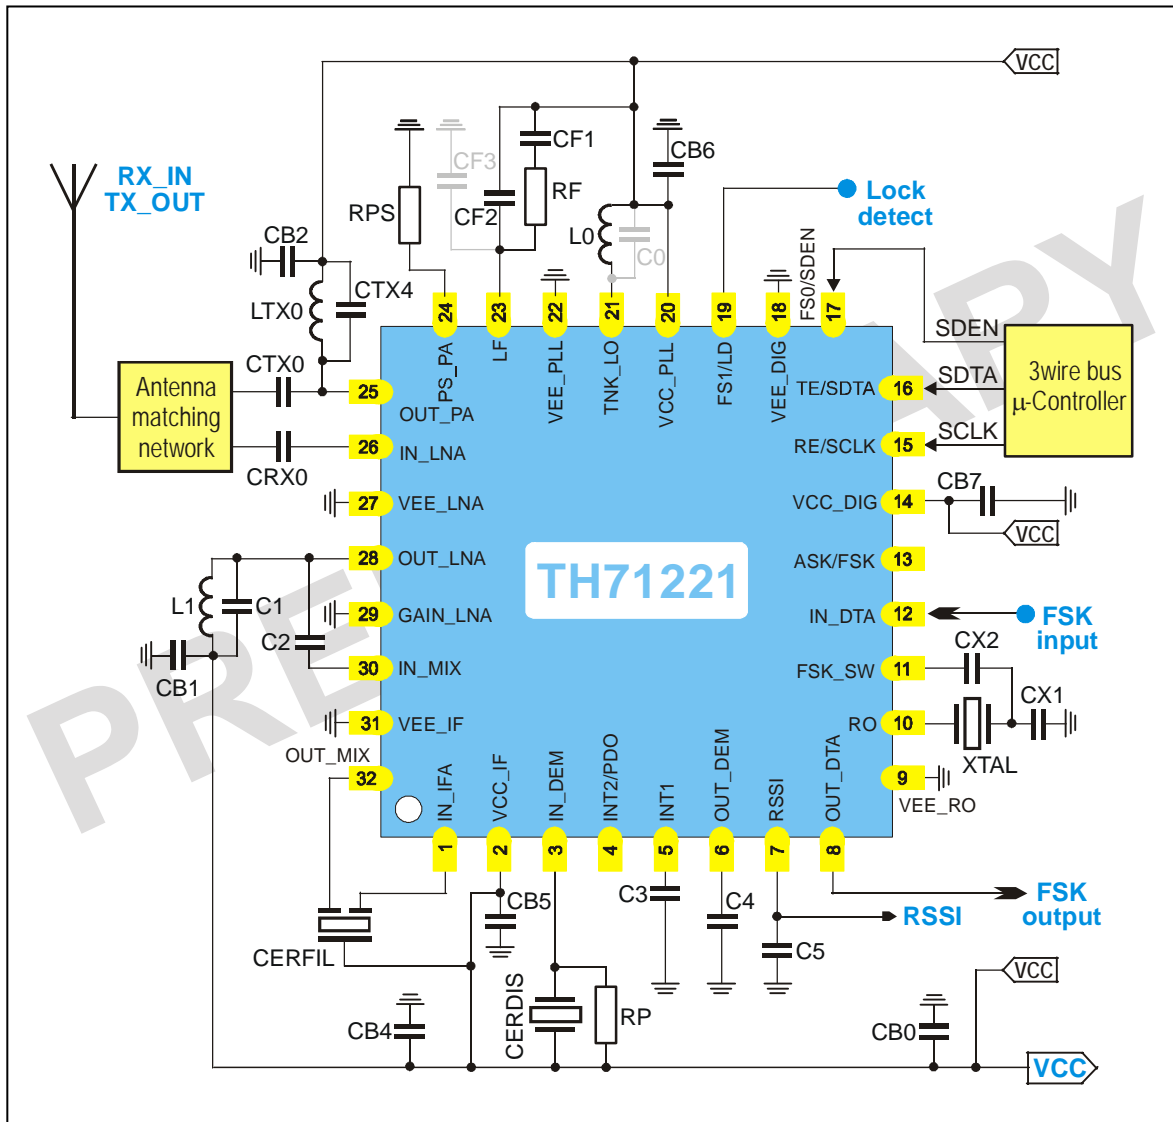 VCC
RX_IN
TX_OUT
CF3
CF1
CB6
RPS
RF
CF2
L0
C0
Lock
detect
CB2
CTX4
LTX0
CTX0
FS0/SDEN
24
23
22
21
20
19
18
17
PS_PA
LF
VEE_PLL
TNK_LO
VCC_PLL
FS1/LD
VEE_DIG
SDEN
SDTA
SCLK
3wire bus
µ-Controller
Antenna
matching
network
CRX0
25
OUT_PA
26
IN_LNA
27
VEE_LNA
28
OUT_LNA
29
GAIN_LNA
30
IN_MIX
31
VEE_IF
OUT_MIX
32
TE/SDTA
16
RE/SCLK
15
VCC_DIG
14
ASK/FSK
13
IN_DTA
12
FSK_SW
11
RO
10
9
VEE_RO
CB7
VCC
FSK
input
CX2
CX1
XTAL
L1
C1
C2
CB1
TH71221
PRELIMINARY
IN_IFA
VCC_IF
IN_DEM
INT2/PDO
INT1
OUT_DEM
RSSI
OUT_DTA
1
2
3
4
5
6
7
8
CERFIL
CB5
C3
C4
C5
RSSI
FSK
output
CB4
CERDIS
RP
CB0
VCC
VCC